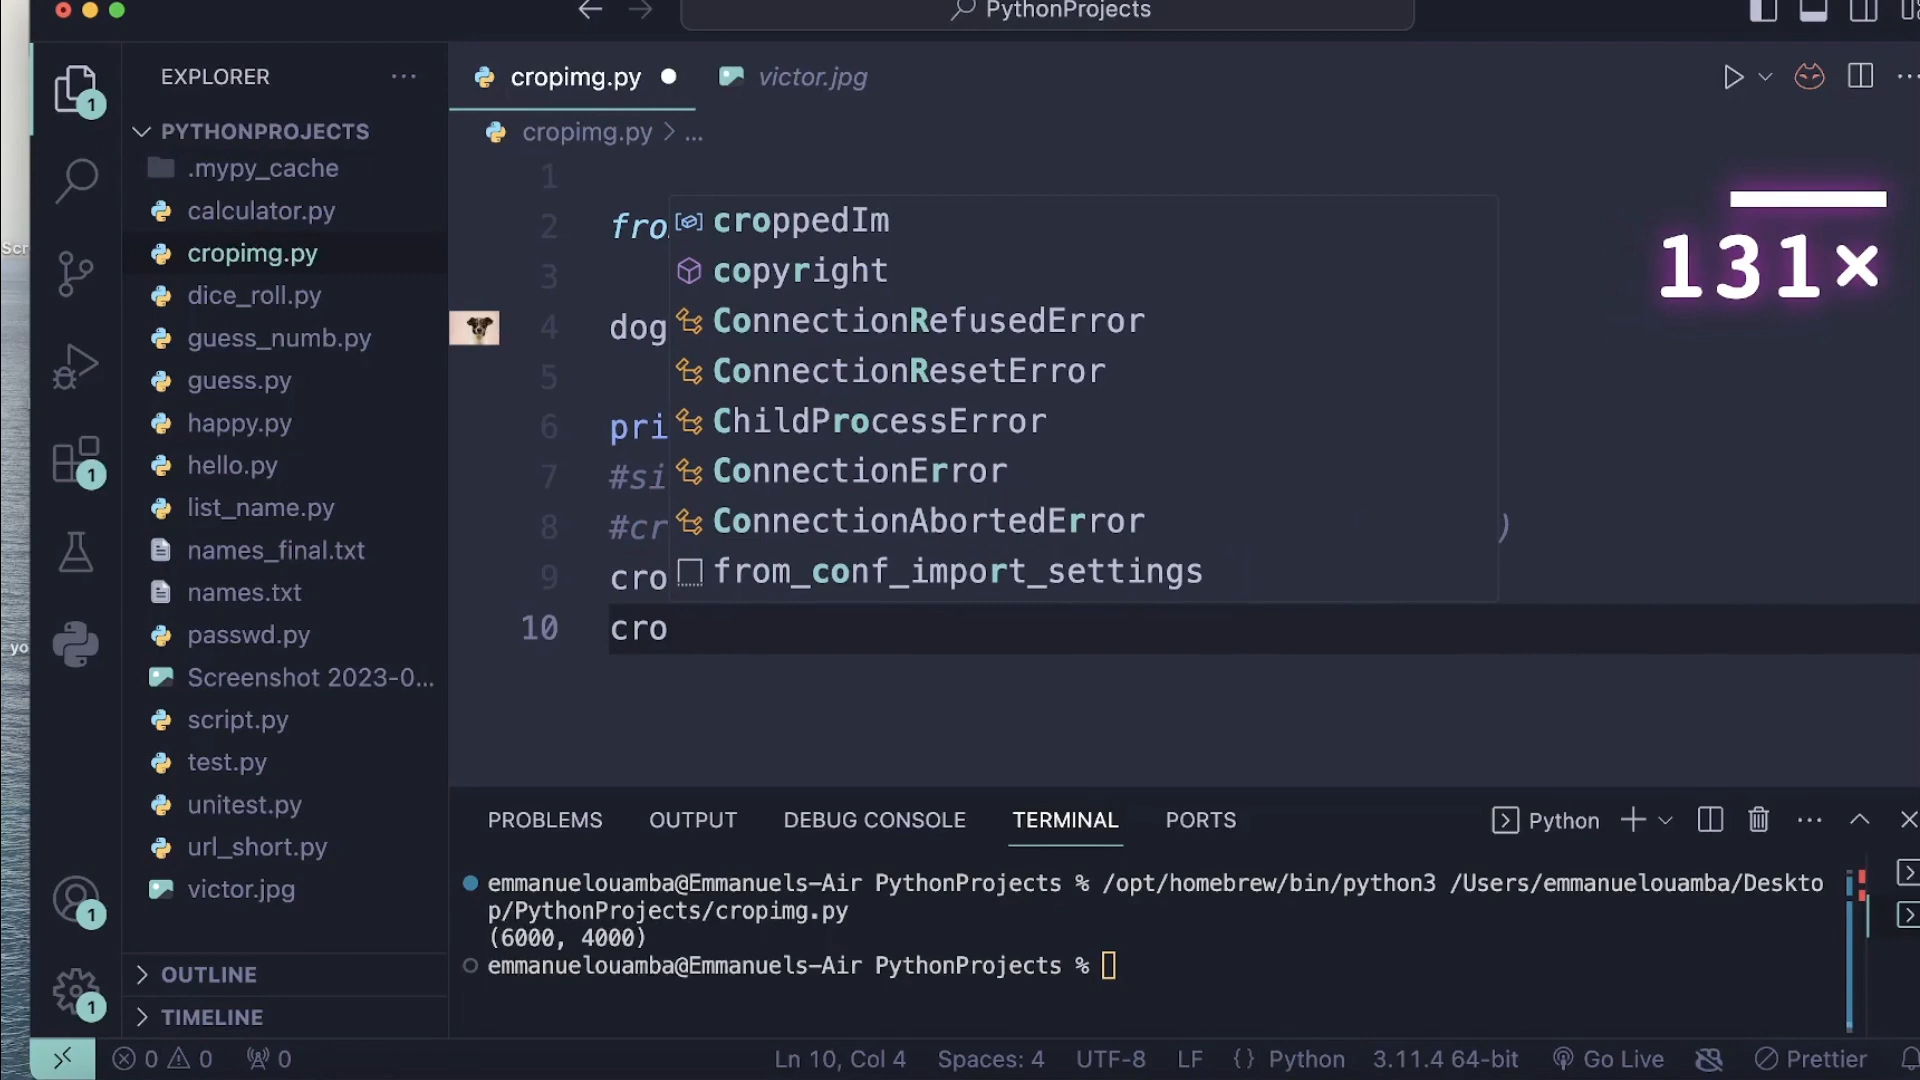 PythonProjects
EXPLORER
PYTHONPROJECTS
.mypy_cache
calculator.py
cropimg.py
dice_roll.py
guess_numb.py
guess.py
happy.py
hello.py
list_name.py
names_final.txt
names.txt
passwd.py
Screenshot 2023-0...
script.py
test.py
unitest.py
url_short.py
victor.jpg
OUTLINE
TIMELINE
1
1
1
1
Scr
yo
cropimg.py
victor.jpg
cropimg.py > ...
131×
1
2 fro
3
4 dog
5
6 pri
7 #si
8 #cr )
9 cro
10 cro
croppedIm
copyright
ConnectionRefusedError
ConnectionResetError
ChildProcessError
ConnectionError
ConnectionAbortedError
from_conf_import_settings
PROBLEMS OUTPUT DEBUG CONSOLE TERMINAL PORTS
Python
emmanuelouamba@Emmanuels-Air PythonProjects % /opt/homebrew/bin/python3 /Users/emmanuelouamba/Deskto
p/PythonProjects/cropimg.py
(6000, 4000)
emmanuelouamba@Emmanuels-Air PythonProjects %
0 0 0 Ln 10, Col 4 Spaces: 4 UTF-8 LF {} Python 3.11.4 64-bit Go Live Prettier